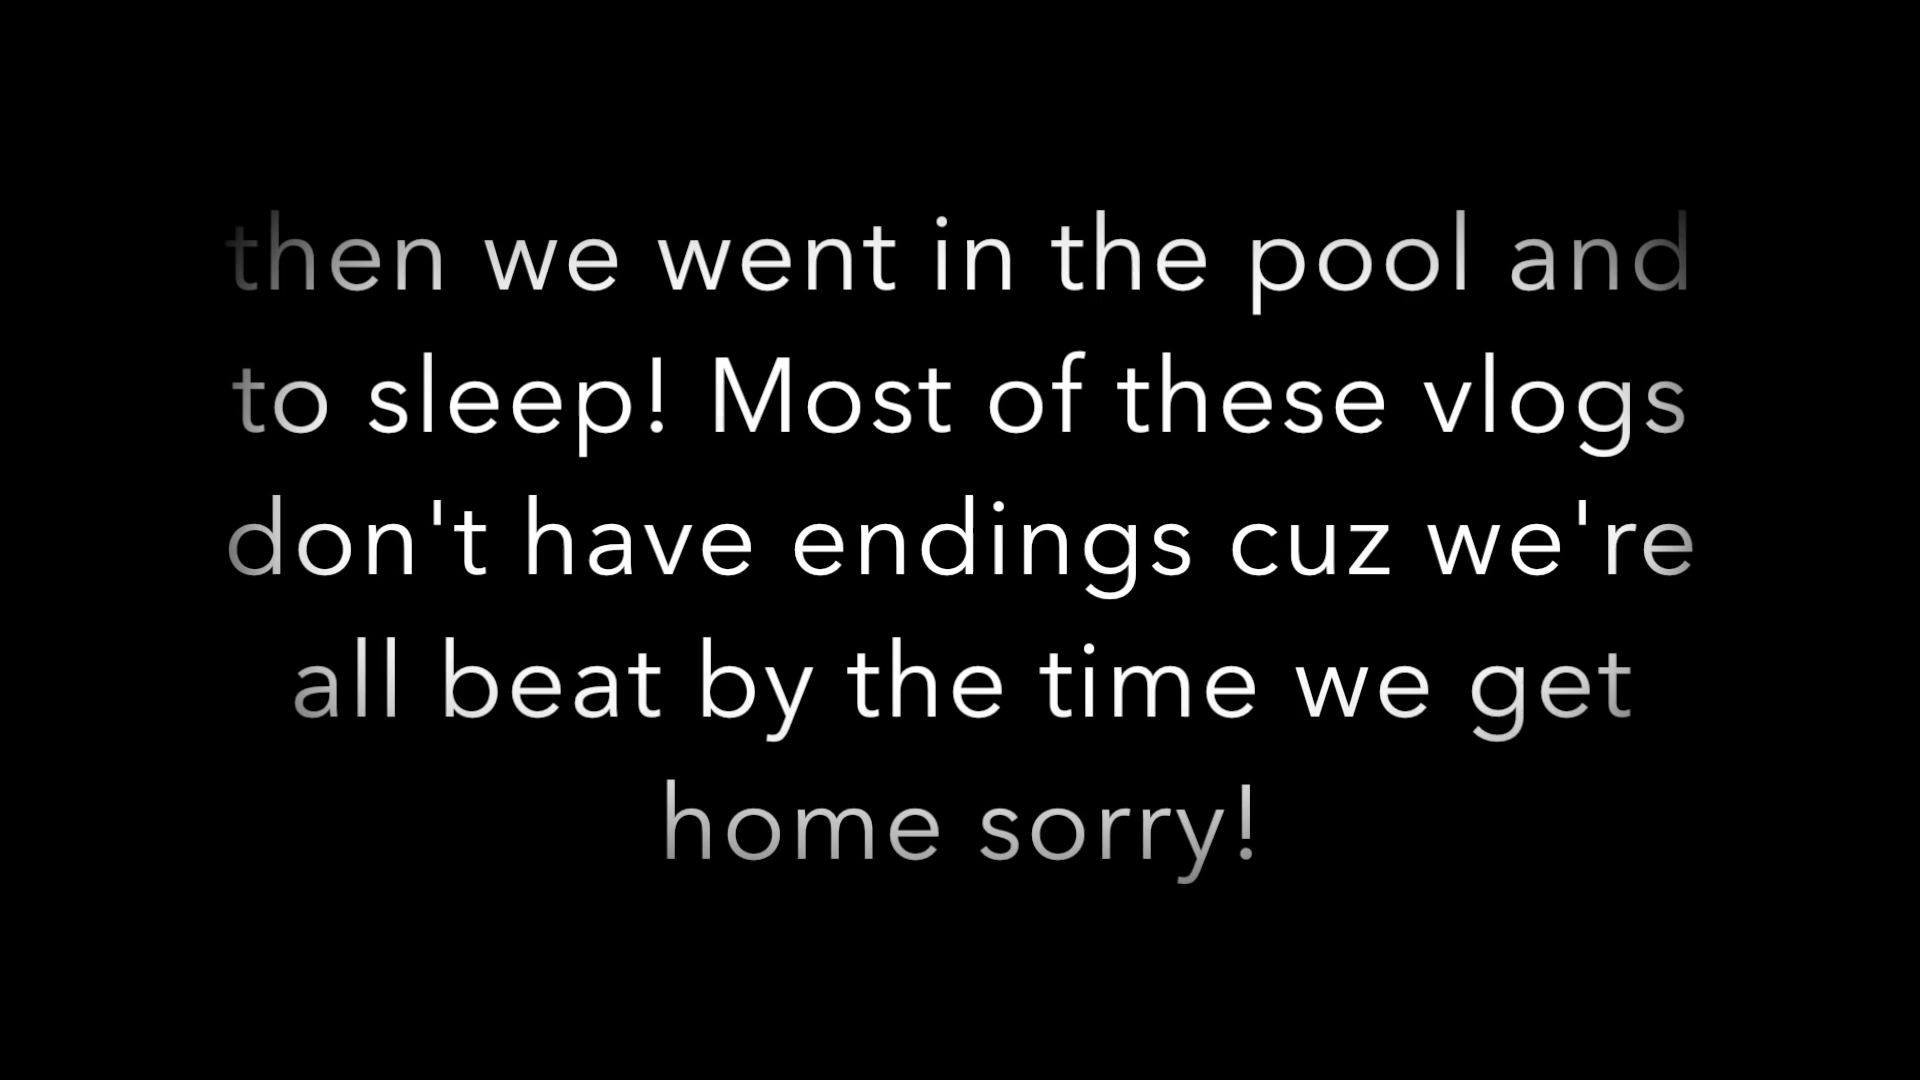 then we went in the pool and
to sleep! Most of these vlogs
don't have endings cuz we're
all beat by the time we get
home sorry!